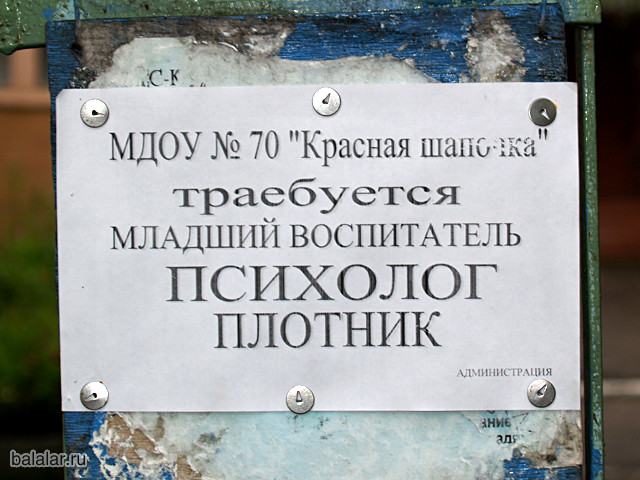 С-К
МДОУ № 70 "Красная шапочка"
траебуется
МЛАДШИЙ ВОСПИТАТЕЛЬ
ПСИХОЛОГ
ПЛОТНИК
АДМИНИСТРАЦИЯ
balalar.ru